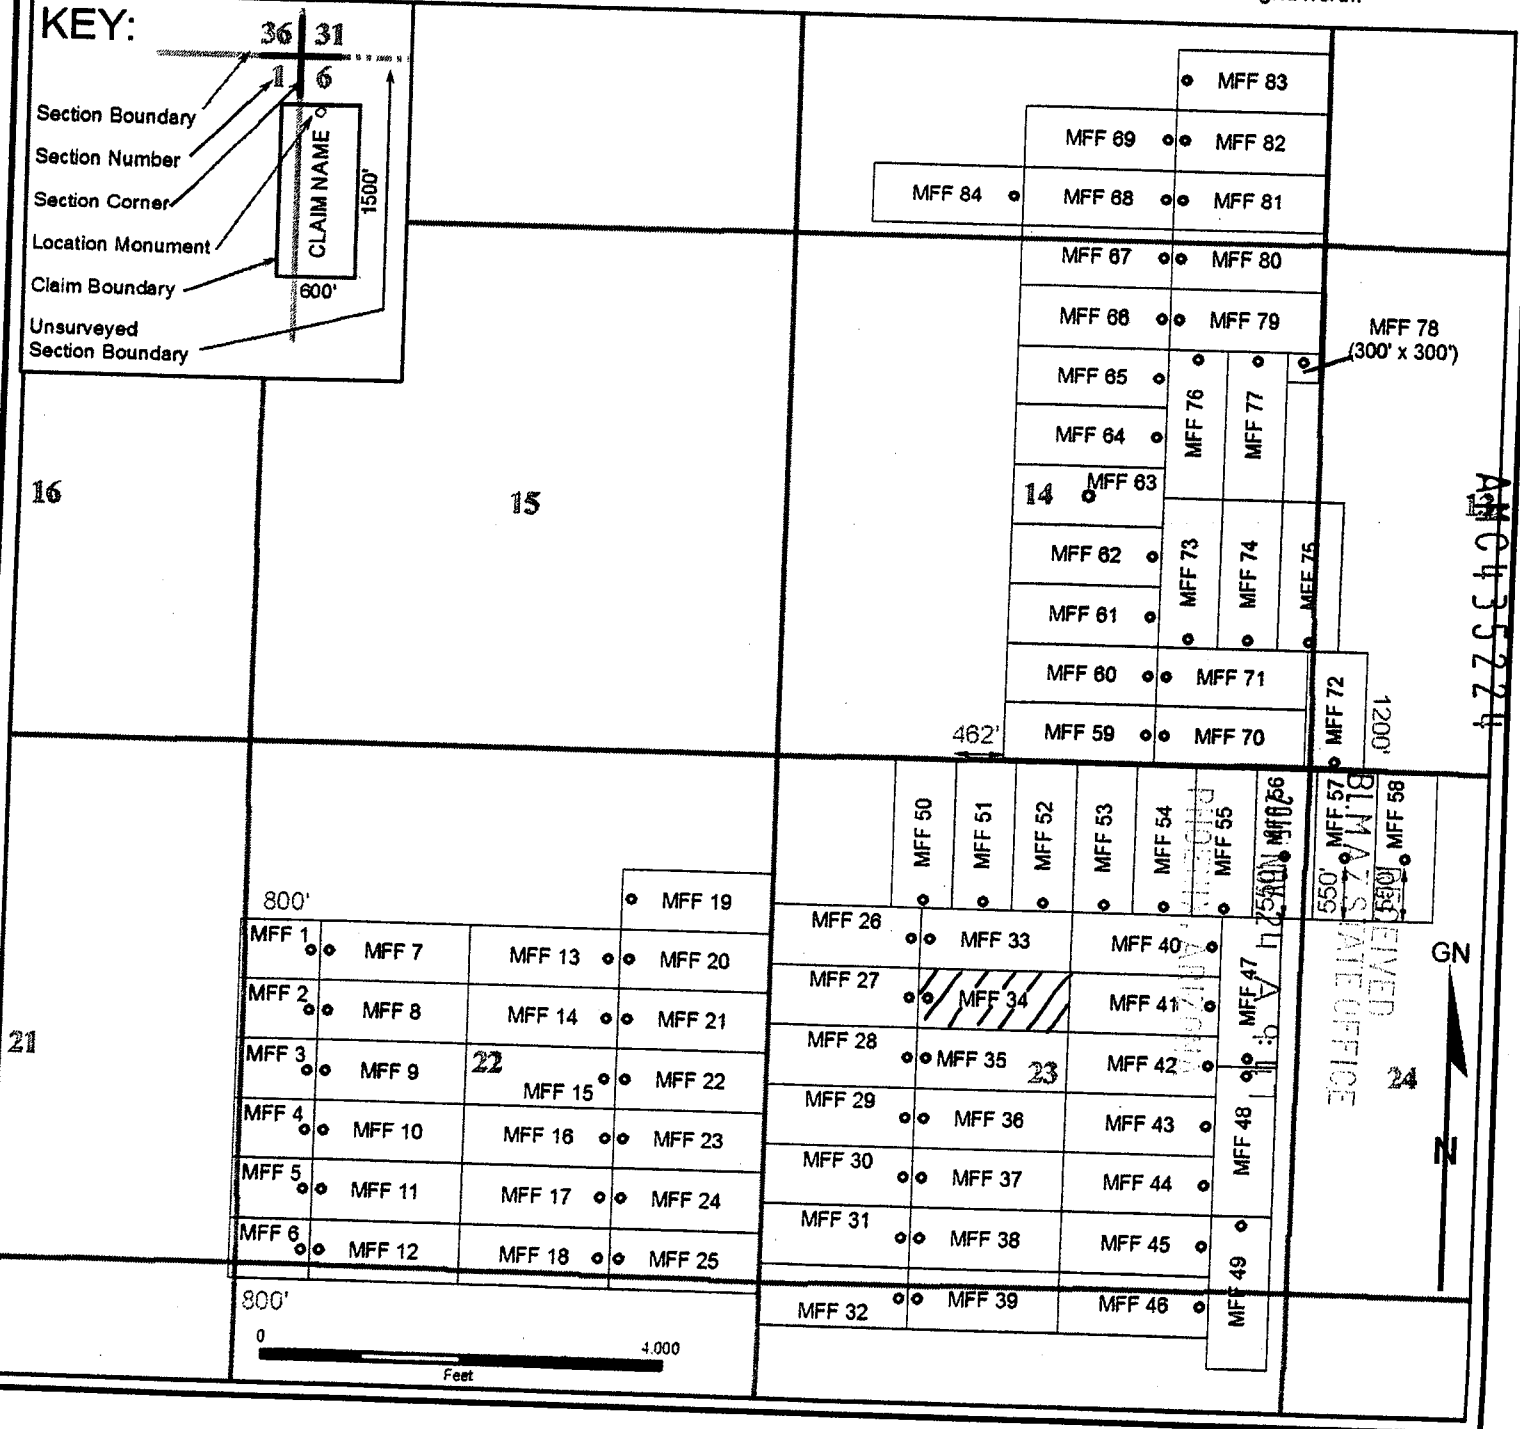 KEY:
36 31
1 6
Section Boundary
Section Number
Section Corner
Location Monument
Claim Boundary
Unsurveyed
Section Boundary
CLAIM NAME
1500'
600'
MFF 83
MFF 69
MFF 82
MFF 84
MFF 68
MFF 81
MFF 67
MFF 80
MFF 66
MFF 79
MFF 78
(300' x 300')
MFF 65
MFF 76
MFF 77
MFF 64
16
15
14
MFF 63
MFF 62
MFF 73
MFF 74
MFF 75
MFF 61
MFF 60
MFF 71
MFF 72
1200'
462'
MFF 59
MFF 70
AMC435224
MFF 50
MFF 51
MFF 52
MFF 53
MFF 54
MFF 55
MFF 56
MFF 57
MFF 58
550'
550'
RECEIVED
BLM AZ STATE OFFICE
PHOENIX, ARIZONA
800'
MFF 19
MFF 1
MFF 7
MFF 13
MFF 20
MFF 26
MFF 33
MFF 40
MFF 47
GN
MFF 2
MFF 8
MFF 14
MFF 21
MFF 27
MFF 34
MFF 41
21
MFF 3
MFF 9
22
MFF 15
MFF 22
MFF 28
MFF 35
23
MFF 42
24
MFF 4
MFF 10
MFF 16
MFF 23
MFF 29
MFF 36
MFF 43
MFF 48
N
MFF 5
MFF 11
MFF 17
MFF 24
MFF 30
MFF 37
MFF 44
MFF 6
MFF 12
MFF 18
MFF 25
MFF 31
MFF 38
MFF 45
MFF 49
800'
MFF 32
MFF 39
MFF 46
0
4,000
Feet